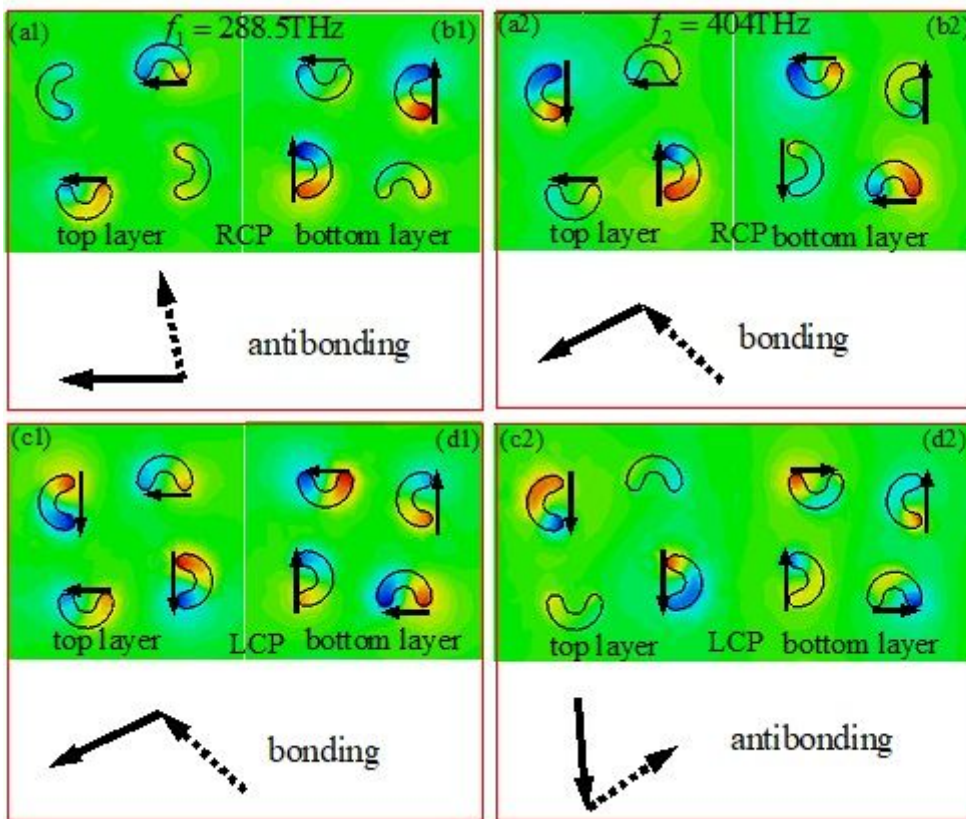 (a1) f₁ = 288.5THz (b1)
top layer RCP bottom layer
antibonding
(a2) f₂ = 404THz (b2)
top layer RCP bottom layer
bonding
(c1) (d1)
top layer LCP bottom layer
bonding
(c2) (d2)
top layer LCP bottom layer
antibonding